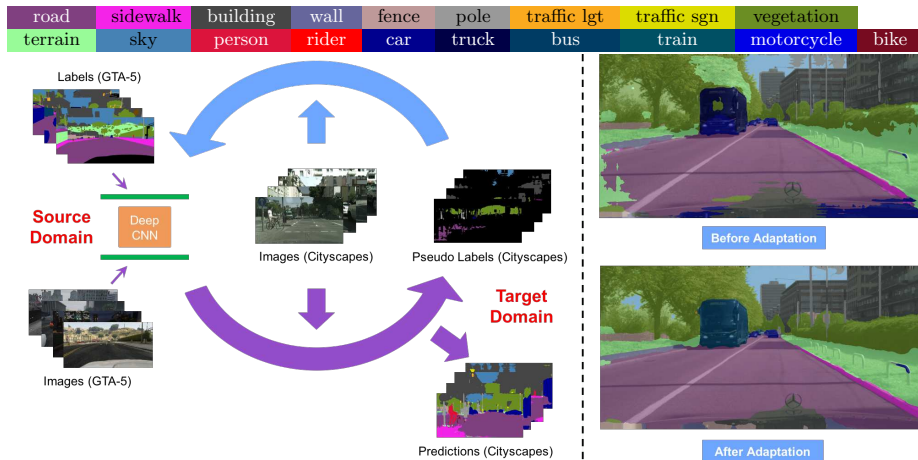 road sidewalk building wall fence pole traffic lgt traffic sgn vegetation
terrain sky person rider car truck bus train motorcycle bike
Labels (GTA-5)
Source
Domain
Deep
CNN
Images (Cityscapes)
Pseudo Labels (Cityscapes)
Target
Domain
Images (GTA-5)
Predictions (Cityscapes)
Before Adaptation
After Adaptation